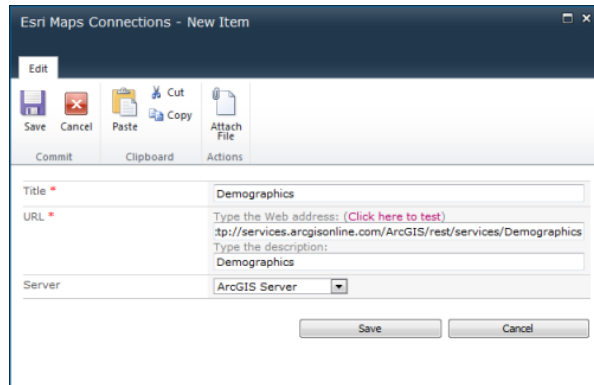 Esri Maps Connections - New Item
Edit
Save
Cancel
Paste
Cut
Copy
Attach File
Commit
Clipboard
Actions
Title *
Demographics
URL *
Type the Web address: (Click here to test)
:tp://services.arcgisonline.com/ArcGIS/rest/services/Demographics
Type the description:
Demographics
Server
ArcGIS Server
Save
Cancel